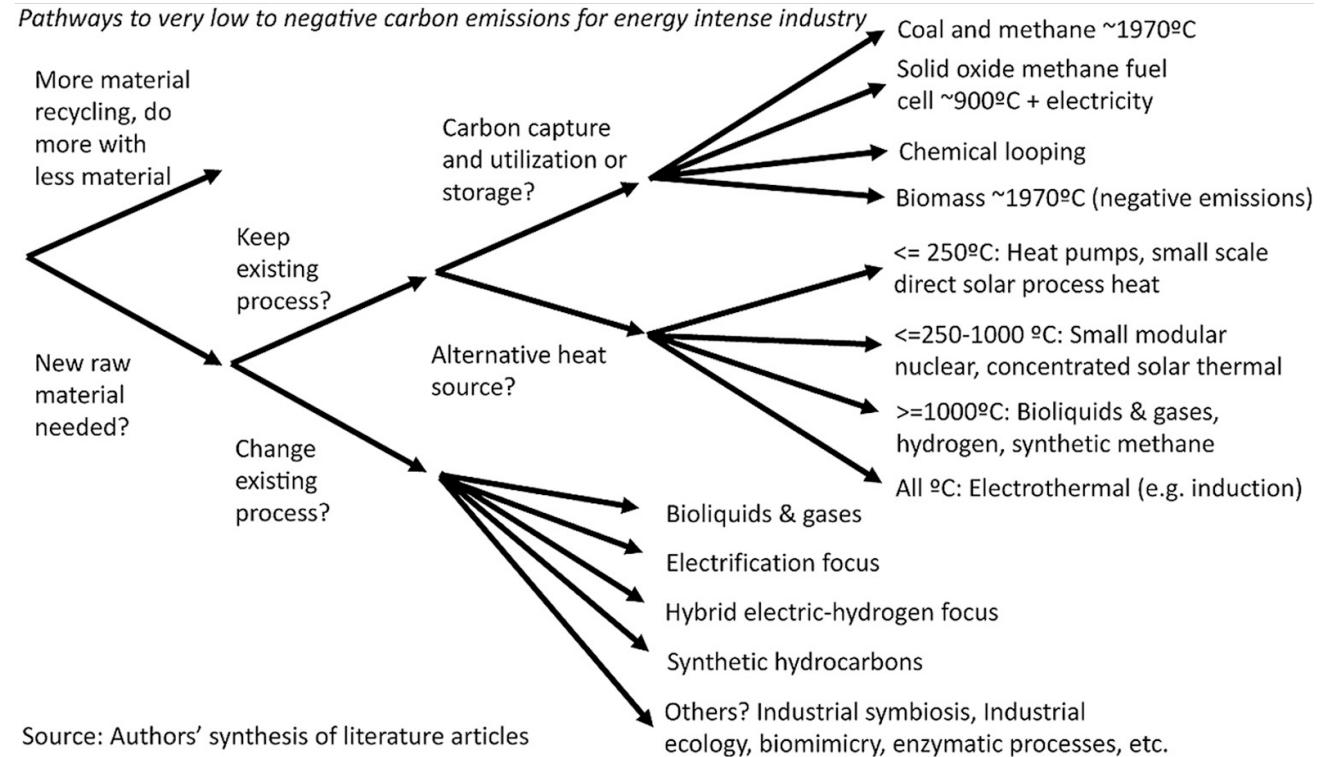 Pathways to very low to negative carbon emissions for energy intense industry
More material
recycling, do
more with
less material
New raw
material
needed?
Keep
existing
process?
Change
existing
process?
Carbon capture
and utilization or
storage?
Alternative heat
source?
Coal and methane ~1970ºC
Solid oxide methane fuel
cell ~900ºC + electricity
Chemical looping
Biomass ~1970ºC (negative emissions)
<= 250ºC: Heat pumps, small scale
direct solar process heat
<=250-1000 ºC: Small modular
nuclear, concentrated solar thermal
>=1000ºC: Bioliquids & gases,
hydrogen, synthetic methane
All ºC: Electrothermal (e.g. induction)
Bioliquids & gases
Electrification focus
Hybrid electric-hydrogen focus
Synthetic hydrocarbons
Others? Industrial symbiosis, Industrial
ecology, biomimicry, enzymatic processes, etc.
Source: Authors’ synthesis of literature articles